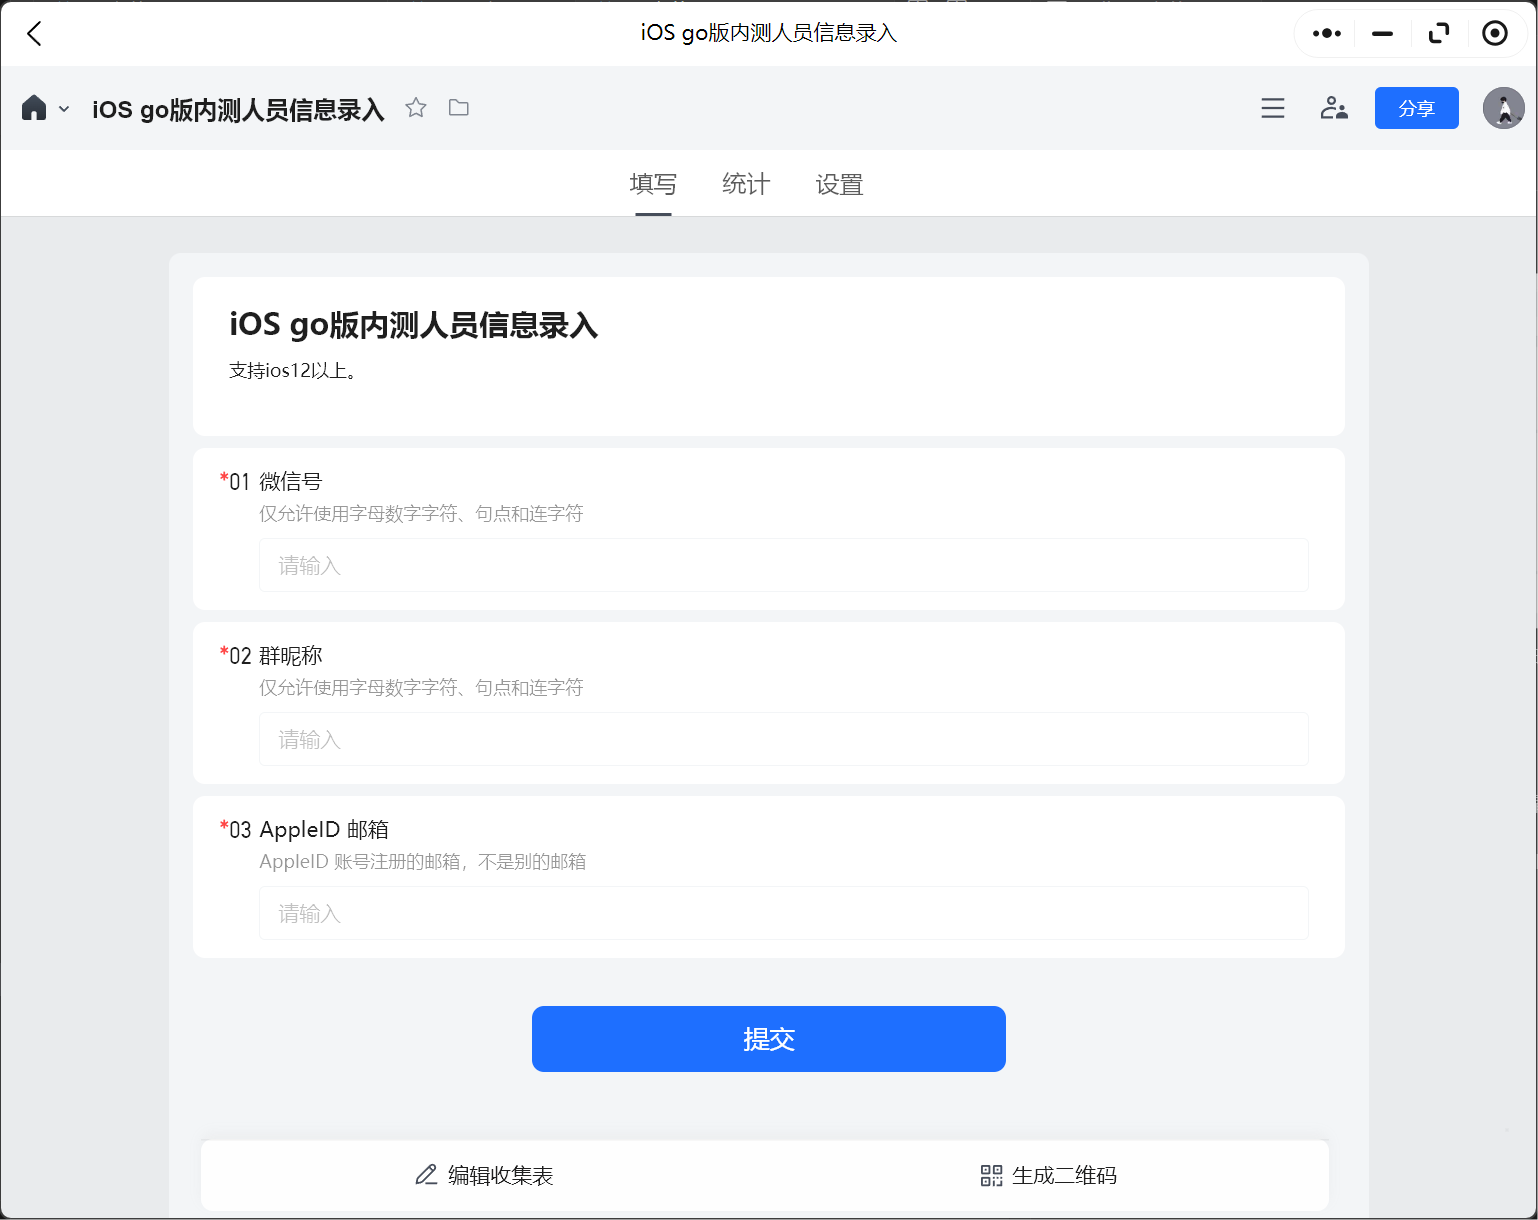 iOS go版内测人员信息录入
iOS go版内测人员信息录入
分享
填写 统计 设置
iOS go版内测人员信息录入
支持ios12以上。
*01 微信号
仅允许使用字母数字字符、句点和连字符
请输入
*02 群昵称
仅允许使用字母数字字符、句点和连字符
请输入
*03 AppleID 邮箱
AppleID 账号注册的邮箱，不是别的邮箱
请输入
提交
编辑收集表 生成二维码